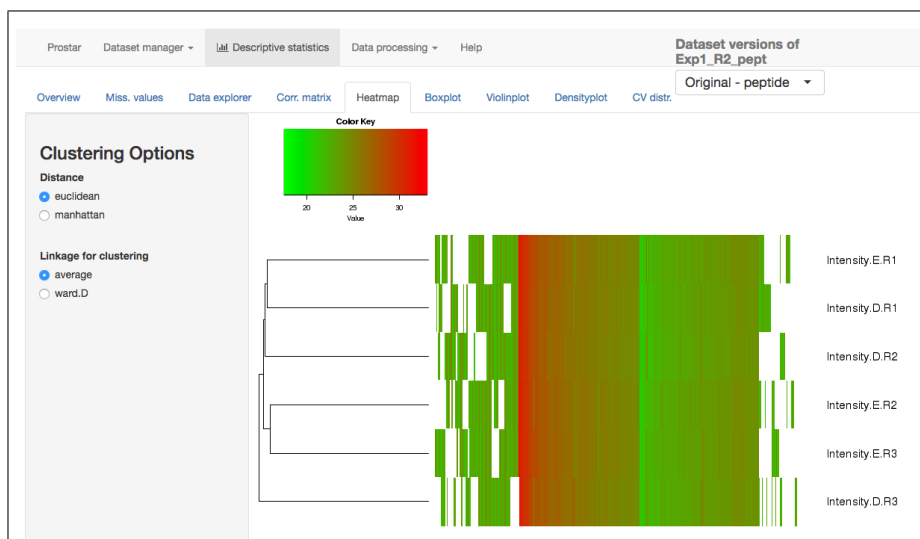 Prostar Dataset manager Descriptive statistics Data processing Help
Dataset versions of
Exp1_R2_pept
Original - peptide
Overview Miss. values Data explorer Corr. matrix Heatmap Boxplot Violinplot Densityplot CV distr.
Clustering Options
Distance
euclidean
manhattan
Linkage for clustering
average
ward.D
Color Key
20 25 30
Value
Intensity.E.R1
Intensity.D.R1
Intensity.D.R2
Intensity.E.R2
Intensity.E.R3
Intensity.D.R3